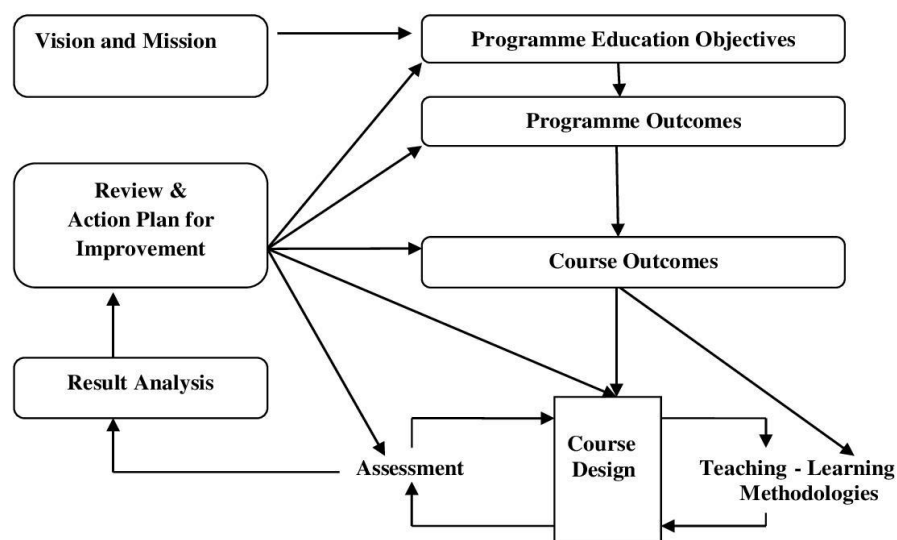 Vision and Mission
Programme Education Objectives
Programme Outcomes
Review &
Action Plan for
Improvement
Course Outcomes
Result Analysis
Assessment
Course
Design
Teaching - Learning
Methodologies